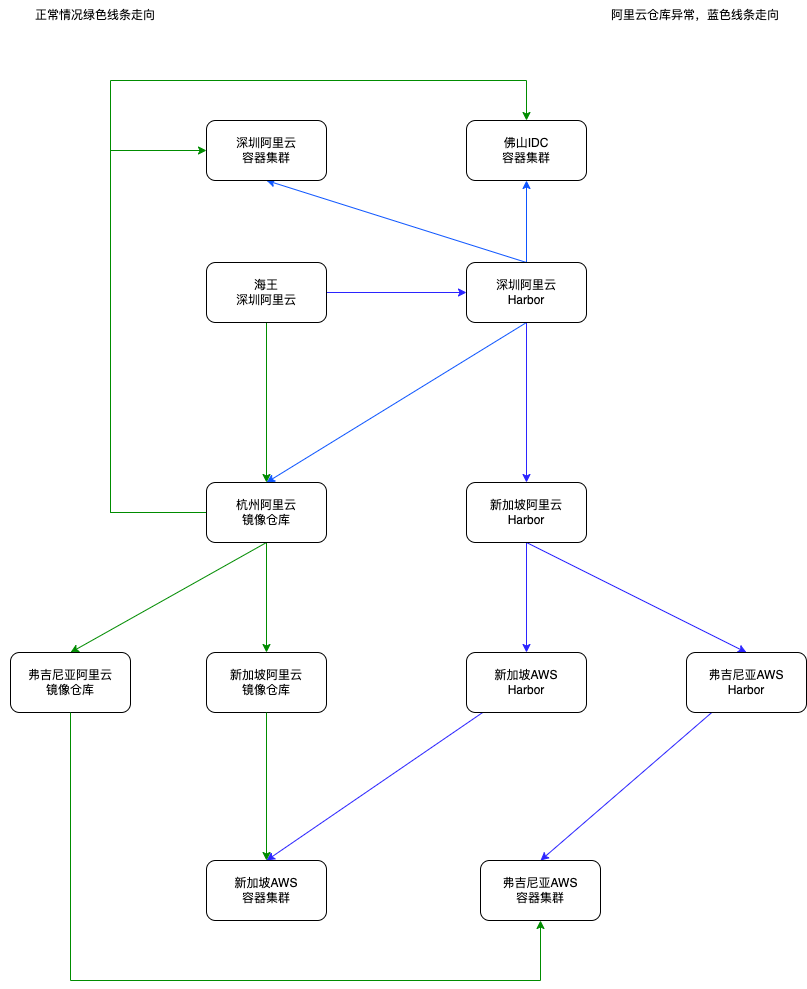 正常情况绿色线条走向
阿里云仓库异常，蓝色线条走向
深圳阿里云
容器集群
佛山IDC
容器集群
海王
深圳阿里云
深圳阿里云
Harbor
杭州阿里云
镜像仓库
新加坡阿里云
Harbor
弗吉尼亚阿里云
镜像仓库
新加坡阿里云
镜像仓库
新加坡AWS
Harbor
弗吉尼亚AWS
Harbor
新加坡AWS
容器集群
弗吉尼亚AWS
容器集群